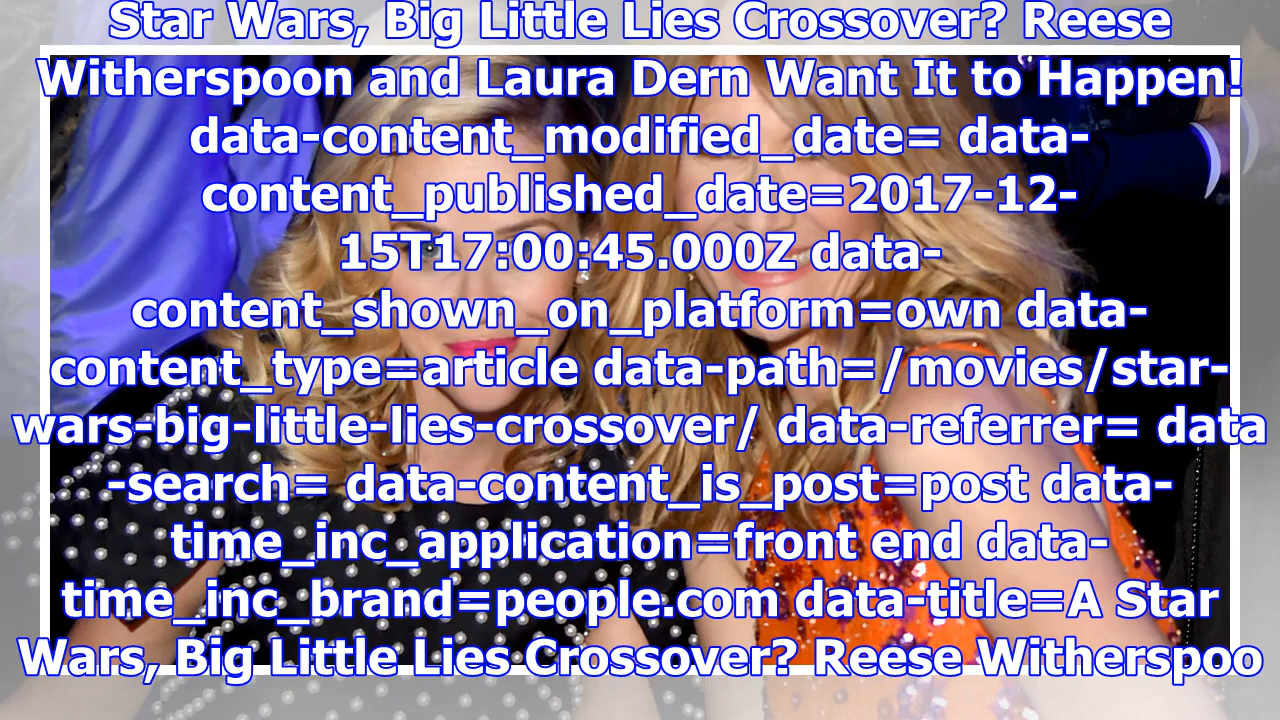 Star Wars, Big Little Lies Crossover? Reese
Witherspoon and Laura Dern Want It to Happen!
data-content_modified_date= data-
content_published_date=2017-12-
15T17:00:45.000Z data-
content_shown_on_platform=own data-
content_type=article data-path=/movies/star-
wars-big-little-lies-crossover/ data-referrer= data
-search= data-content_is_post=post data-
time_inc_application=front end data-
time_inc_brand=people.com data-title=A Star
Wars, Big Little Lies Crossover? Reese Witherspoo